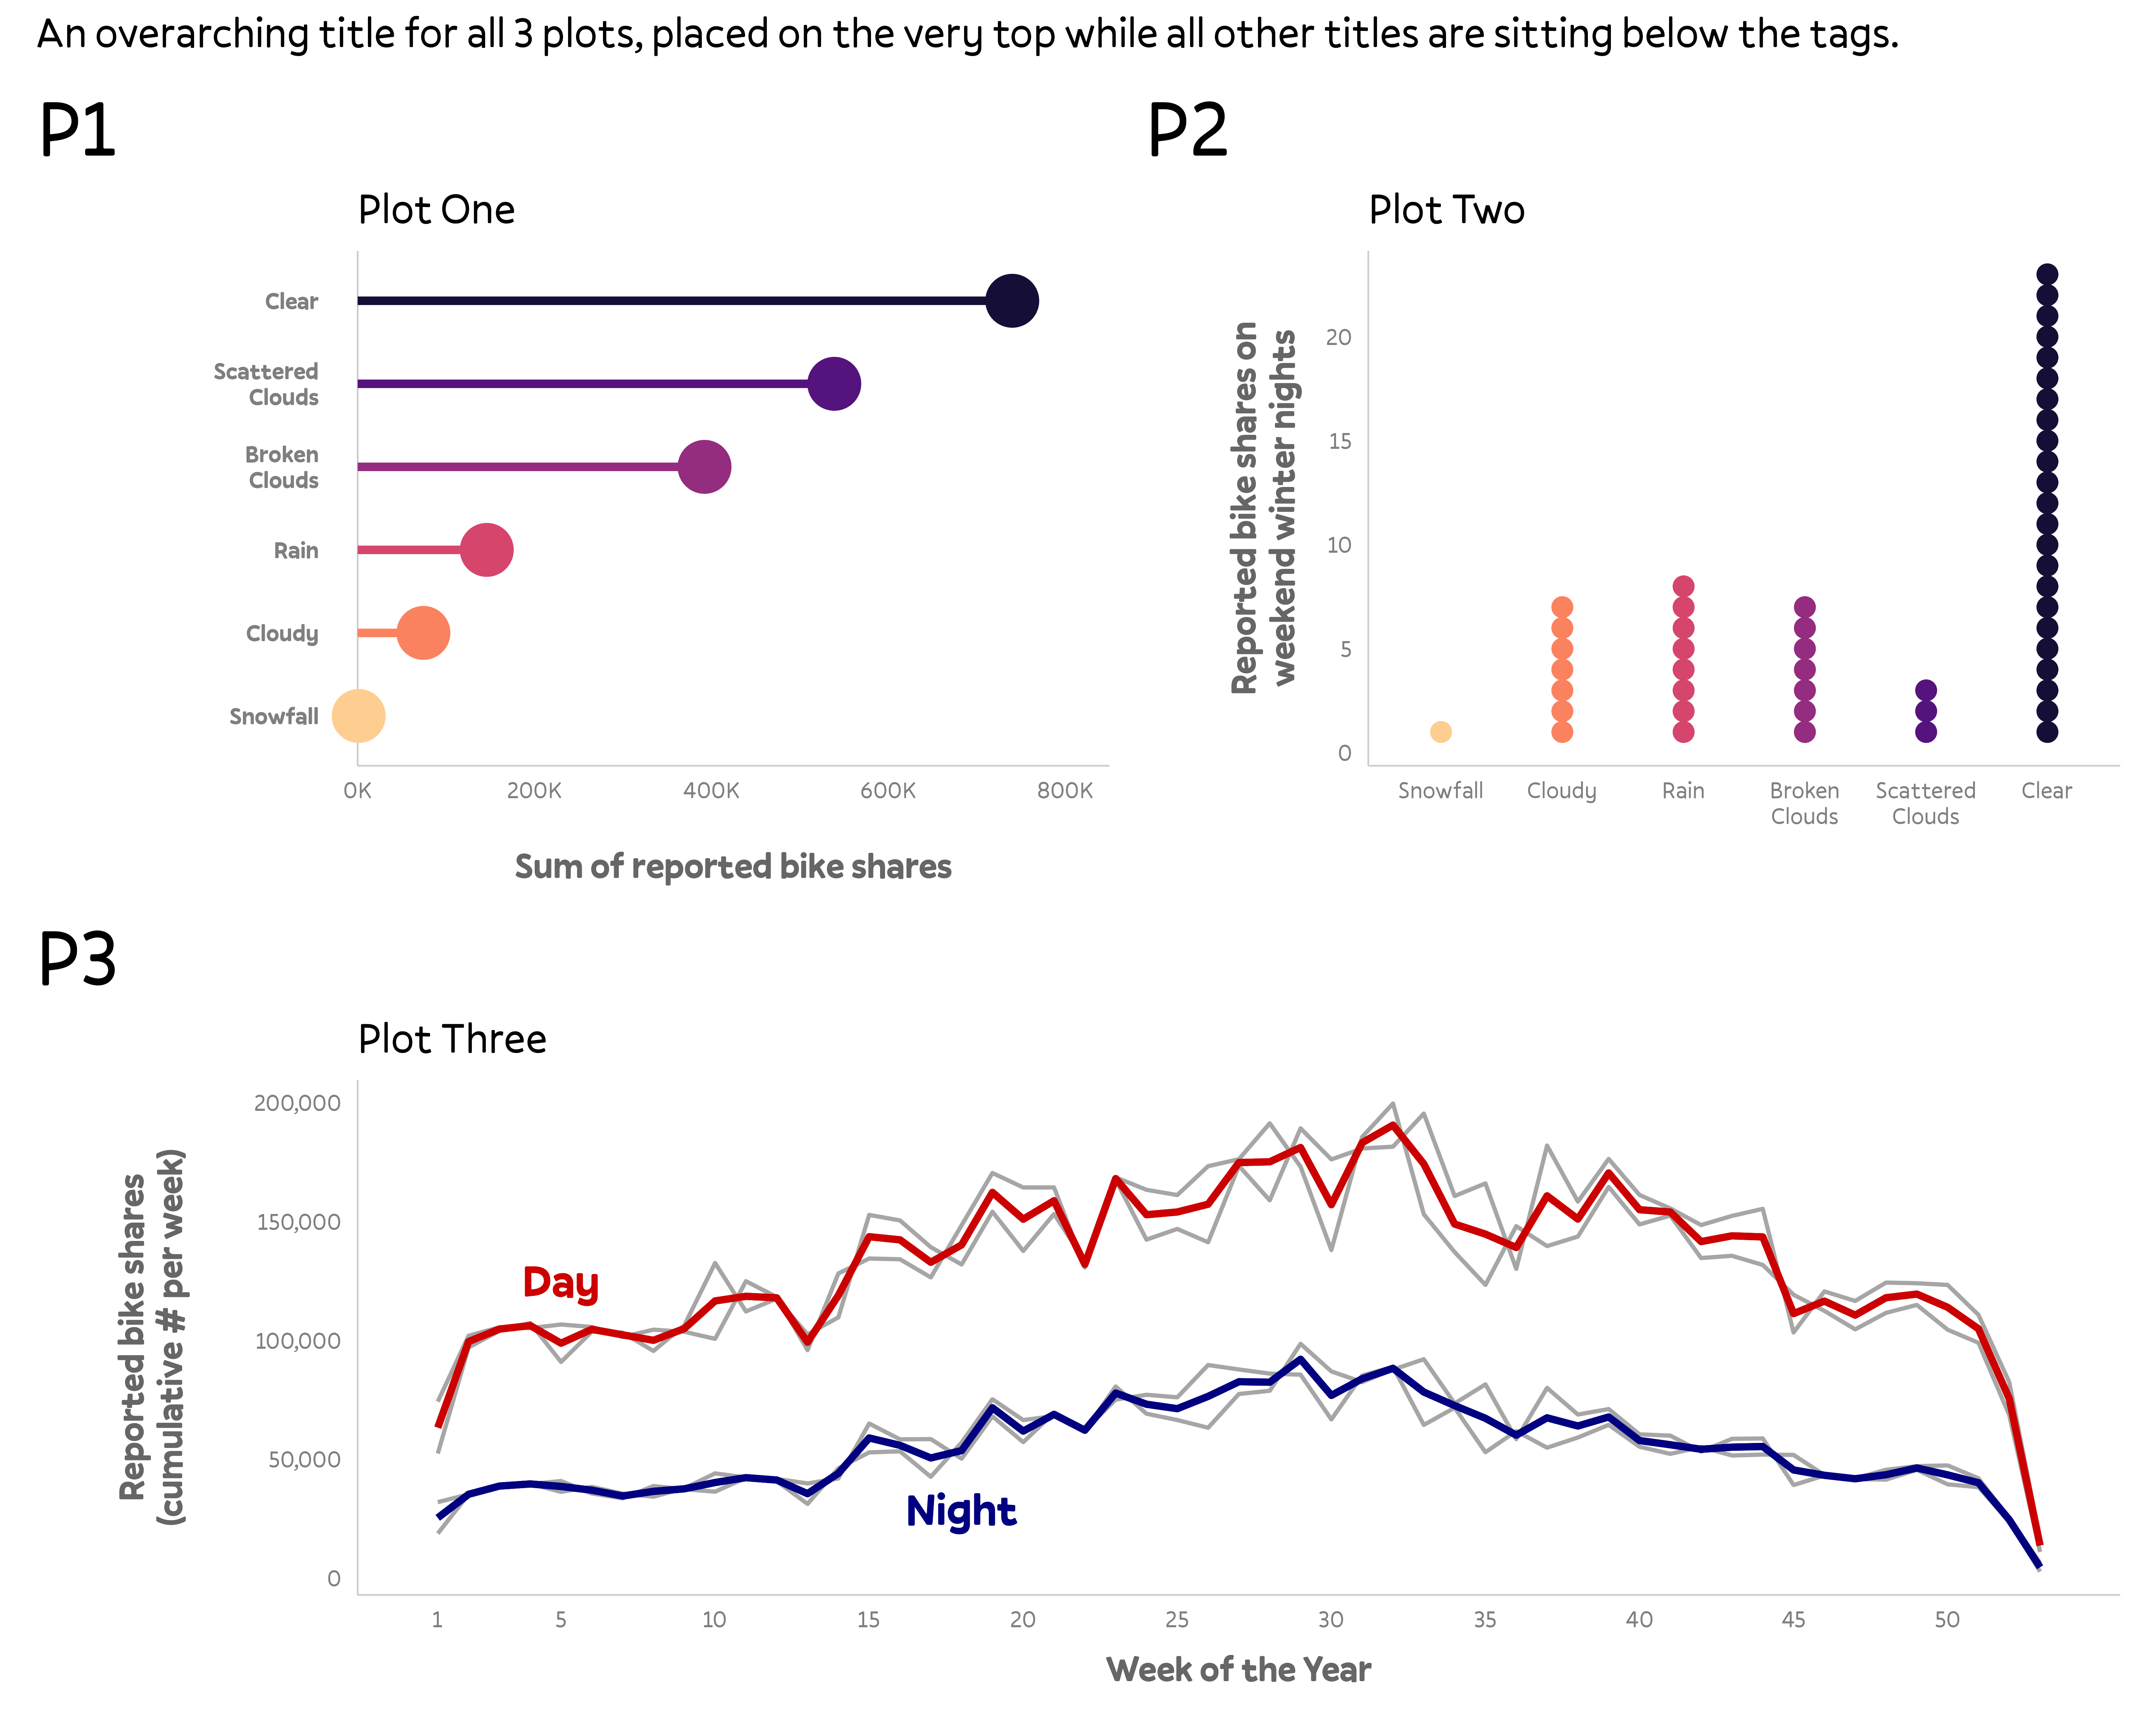 An overarching title for all 3 plots, placed on the very top while all other titles are sitting below the tags.
P1
Plot One
Clear
Scattered
Clouds
Broken
Clouds
Rain
Cloudy
Snowfall
0K 200K 400K 600K 800K
Sum of reported bike shares
P2
Plot Two
Reported bike shares on
weekend winter nights
20
15
10
5
0
Snowfall Cloudy Rain Broken Scattered Clear
Clouds Clouds
P3
Plot Three
Reported bike shares
(cumulative # per week)
200,000
150,000
100,000
50,000
0
Day
Night
1 5 10 15 20 25 30 35 40 45 50
Week of the Year